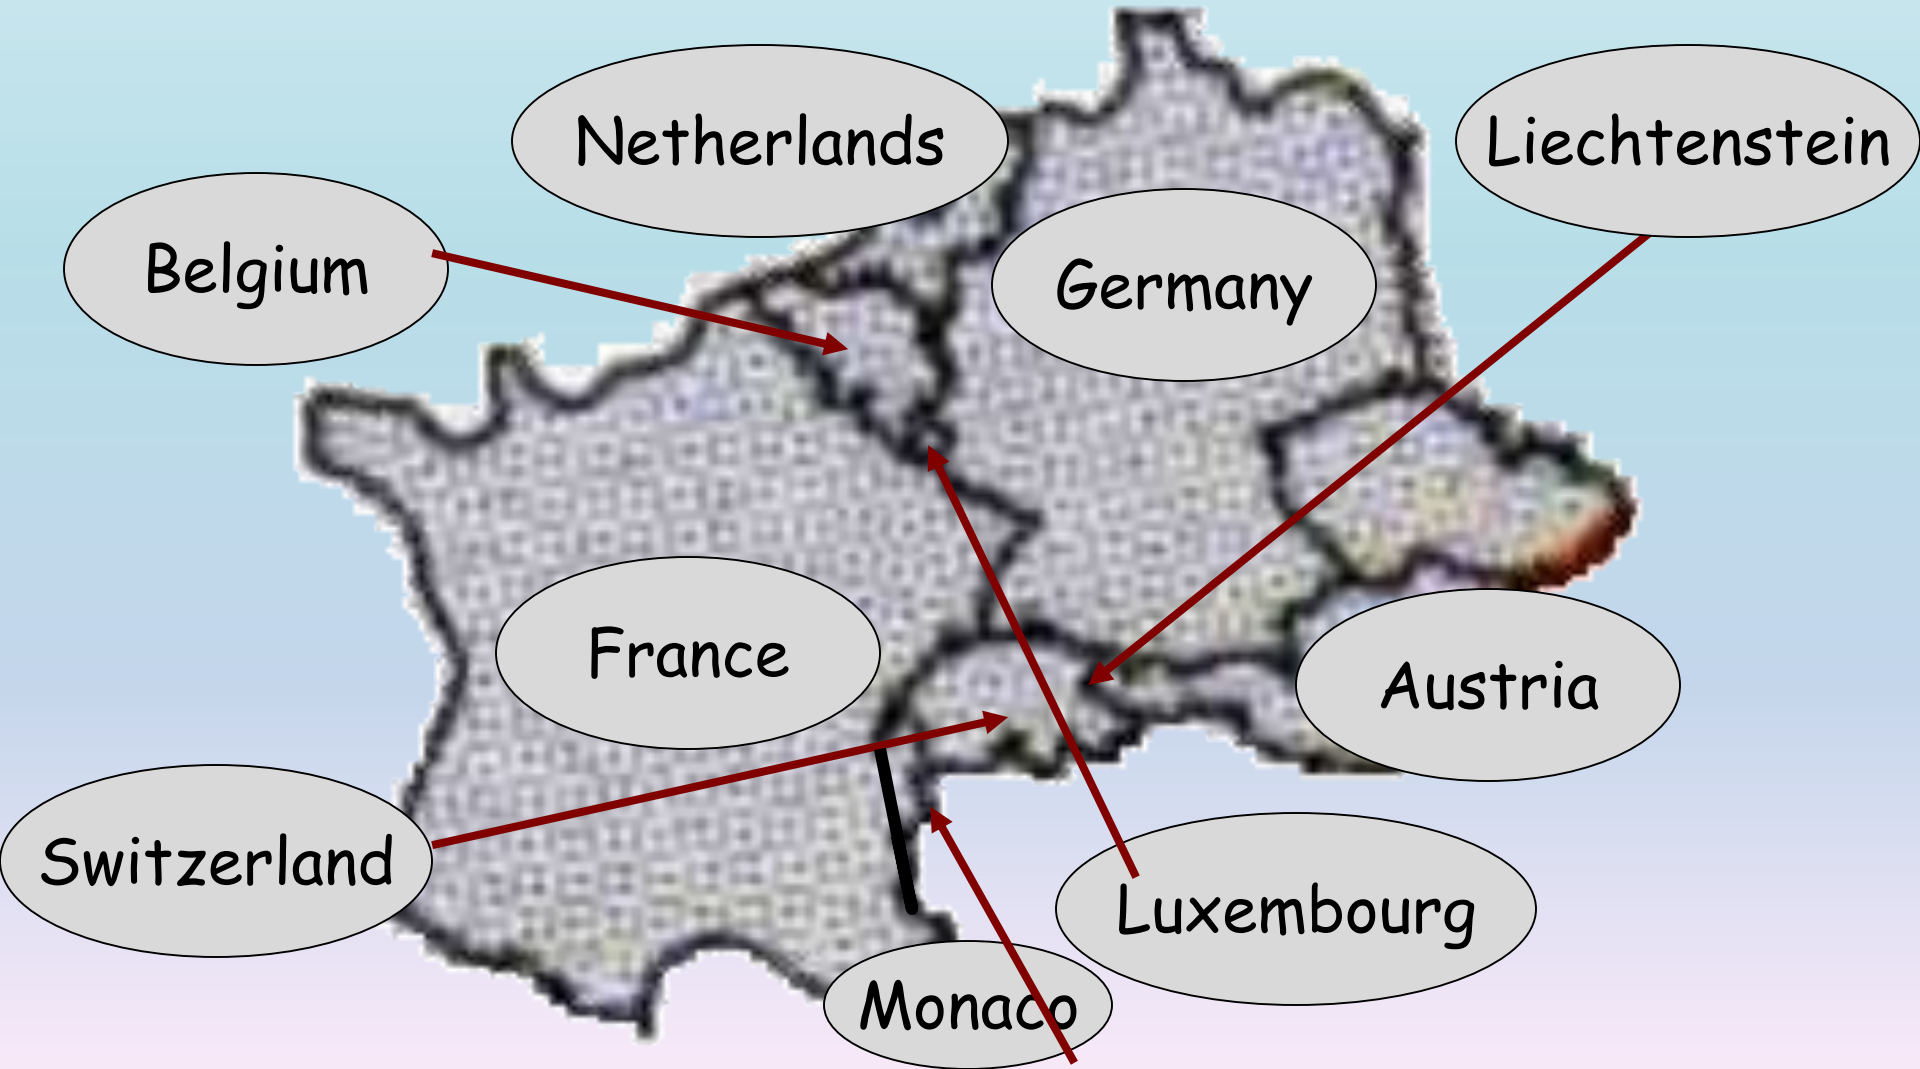 Netherlands
Liechtenstein
Belgium
Germany
France
Austria
Switzerland
Luxembourg
Monaco